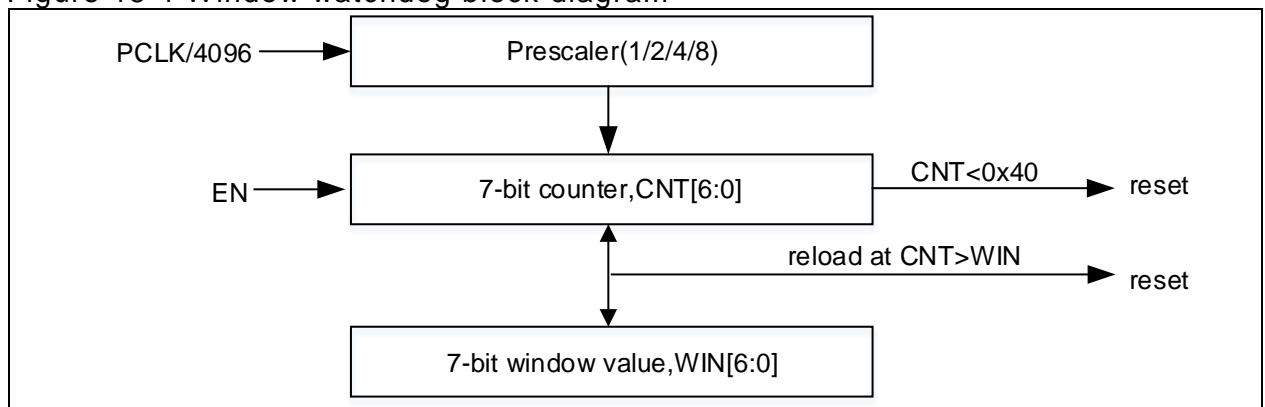 PCLK/4096
Prescaler(1/2/4/8)
EN
7-bit counter,CNT[6:0]
CNT<0x40
reset
reload at CNT>WIN
reset
7-bit window value,WIN[6:0]